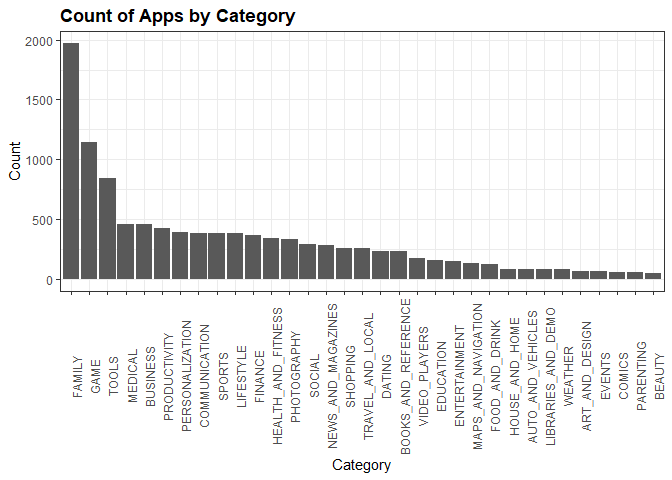 Count of Apps by Category
2000
1500
1000
500
0
Count
FAMILY
GAME
TOOLS
MEDICAL
BUSINESS
PRODUCTIVITY
PERSONALIZATION
COMMUNICATION
SPORTS
LIFESTYLE
FINANCE
HEALTH_AND_FITNESS
PHOTOGRAPHY
SOCIAL
NEWS_AND_MAGAZINES
SHOPPING
TRAVEL_AND_LOCAL
DATING
BOOKS_AND_REFERENCE
VIDEO_PLAYERS
EDUCATION
ENTERTAINMENT
MAPS_AND_NAVIGATION
FOOD_AND_DRINK
HOUSE_AND_HOME
AUTO_AND_VEHICLES
LIBRARIES_AND_DEMO
WEATHER
ART_AND_DESIGN
EVENTS
COMICS
PARENTING
BEAUTY
Category